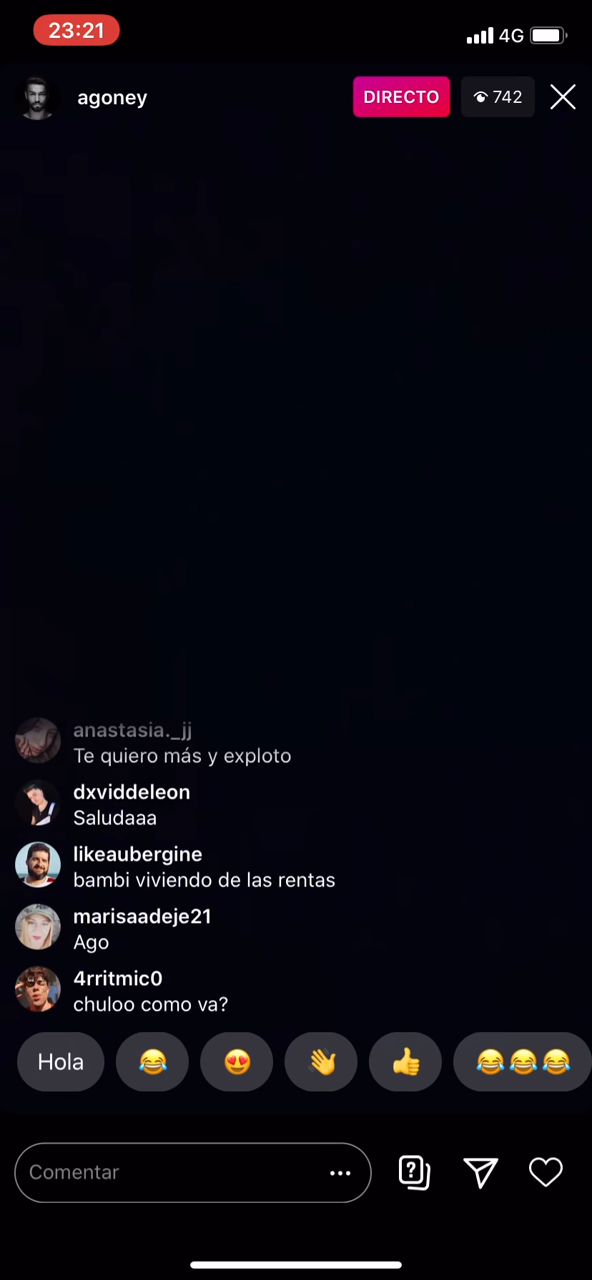 23:21
4G
agoney
DIRECTO
742
anastasia._jj
Te quiero más y exploto
dxviddeleon
Saludaaa
likeaubergine
bambi viviendo de las rentas
marisaadeje21
Ago
4rritmic0
chuloo como va?
Hola
Comentar